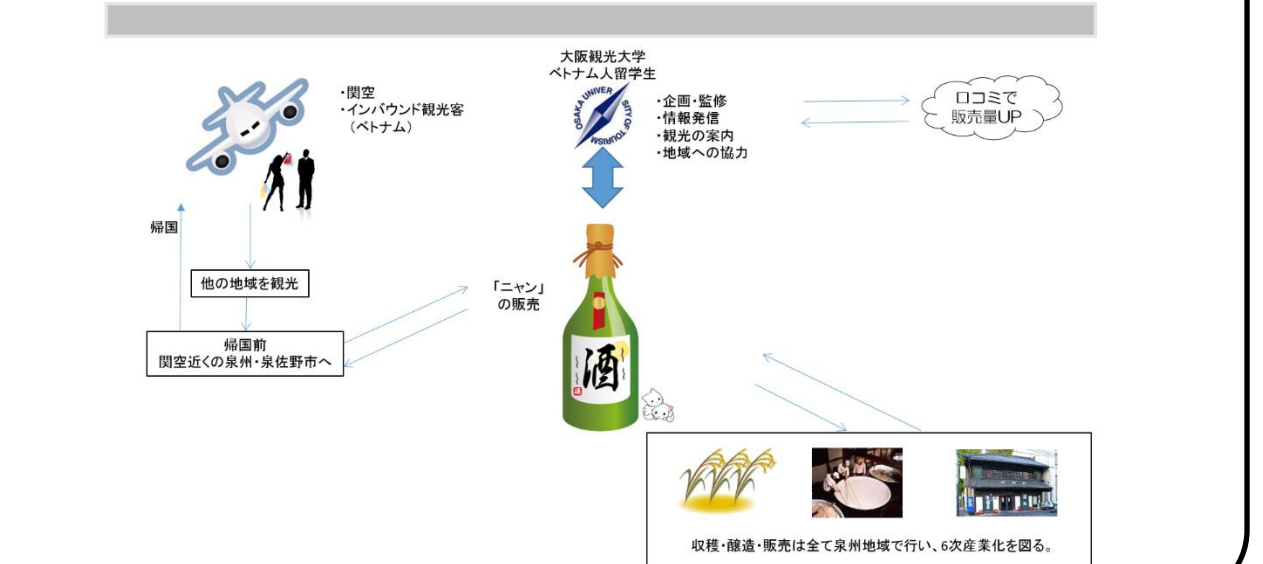 大阪観光大学
ベトナム人留学生
・関空
・インバウンド観光客
（ベトナム）
OSAKA UNIVERSITY OF TOURISM
・企画・監修
・情報発信
・観光の案内
・地域への協力
口コミで
販売量UP
帰国
他の地域を観光
「ニャン」
の販売
帰国前
関空近くの泉州・泉佐野市へ
酒
収穫・醸造・販売は全て泉州地域で行い、6次産業化を図る。